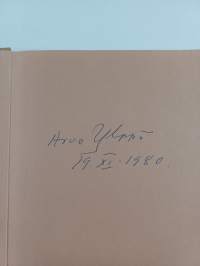 Arvo Ylppö
19 XI. 1980.